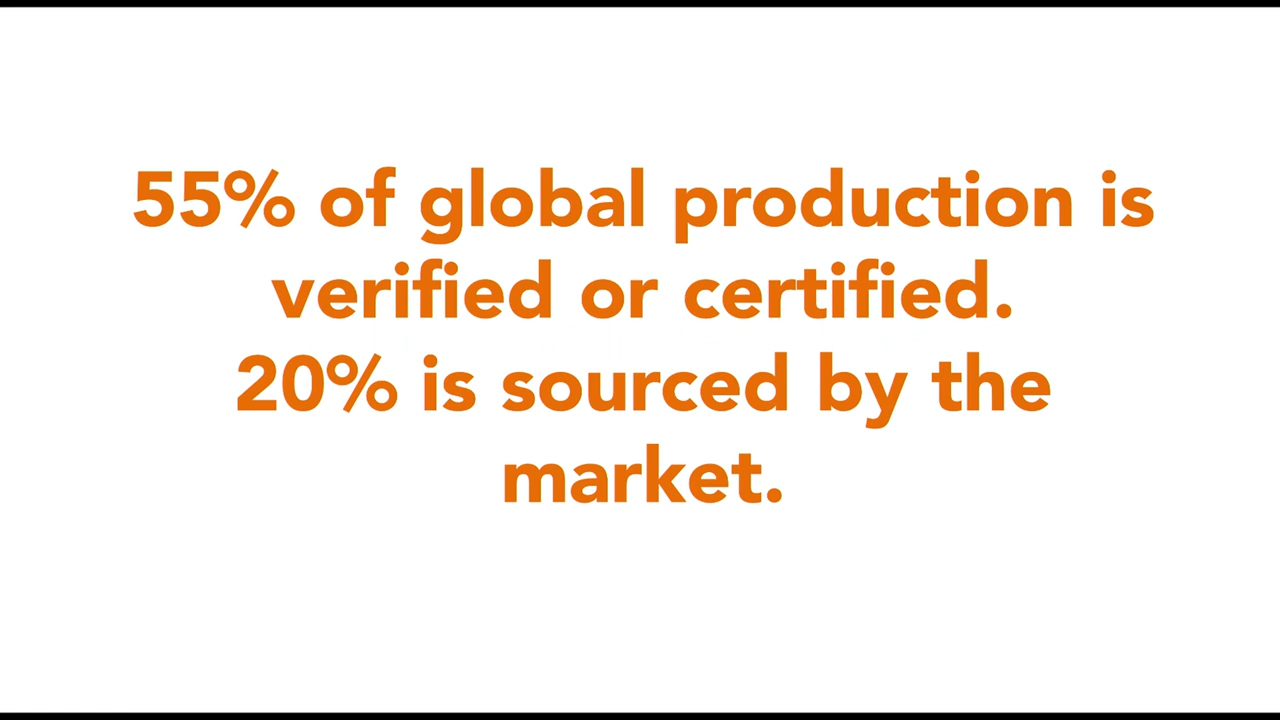 55% of global production is
verified or certified.
20% is sourced by the
market.